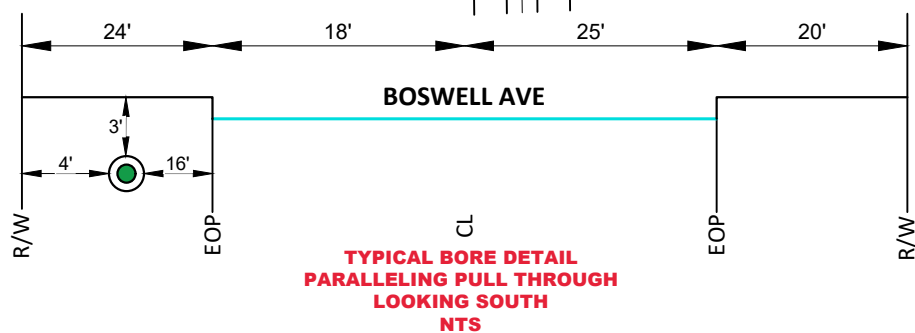 24' 18' 25' 20'
BOSWELL AVE
3'
4' 16'
R/W EOP CL EOP R/W
TYPICAL BORE DETAIL
PARALLELING PULL THROUGH
LOOKING SOUTH
NTS